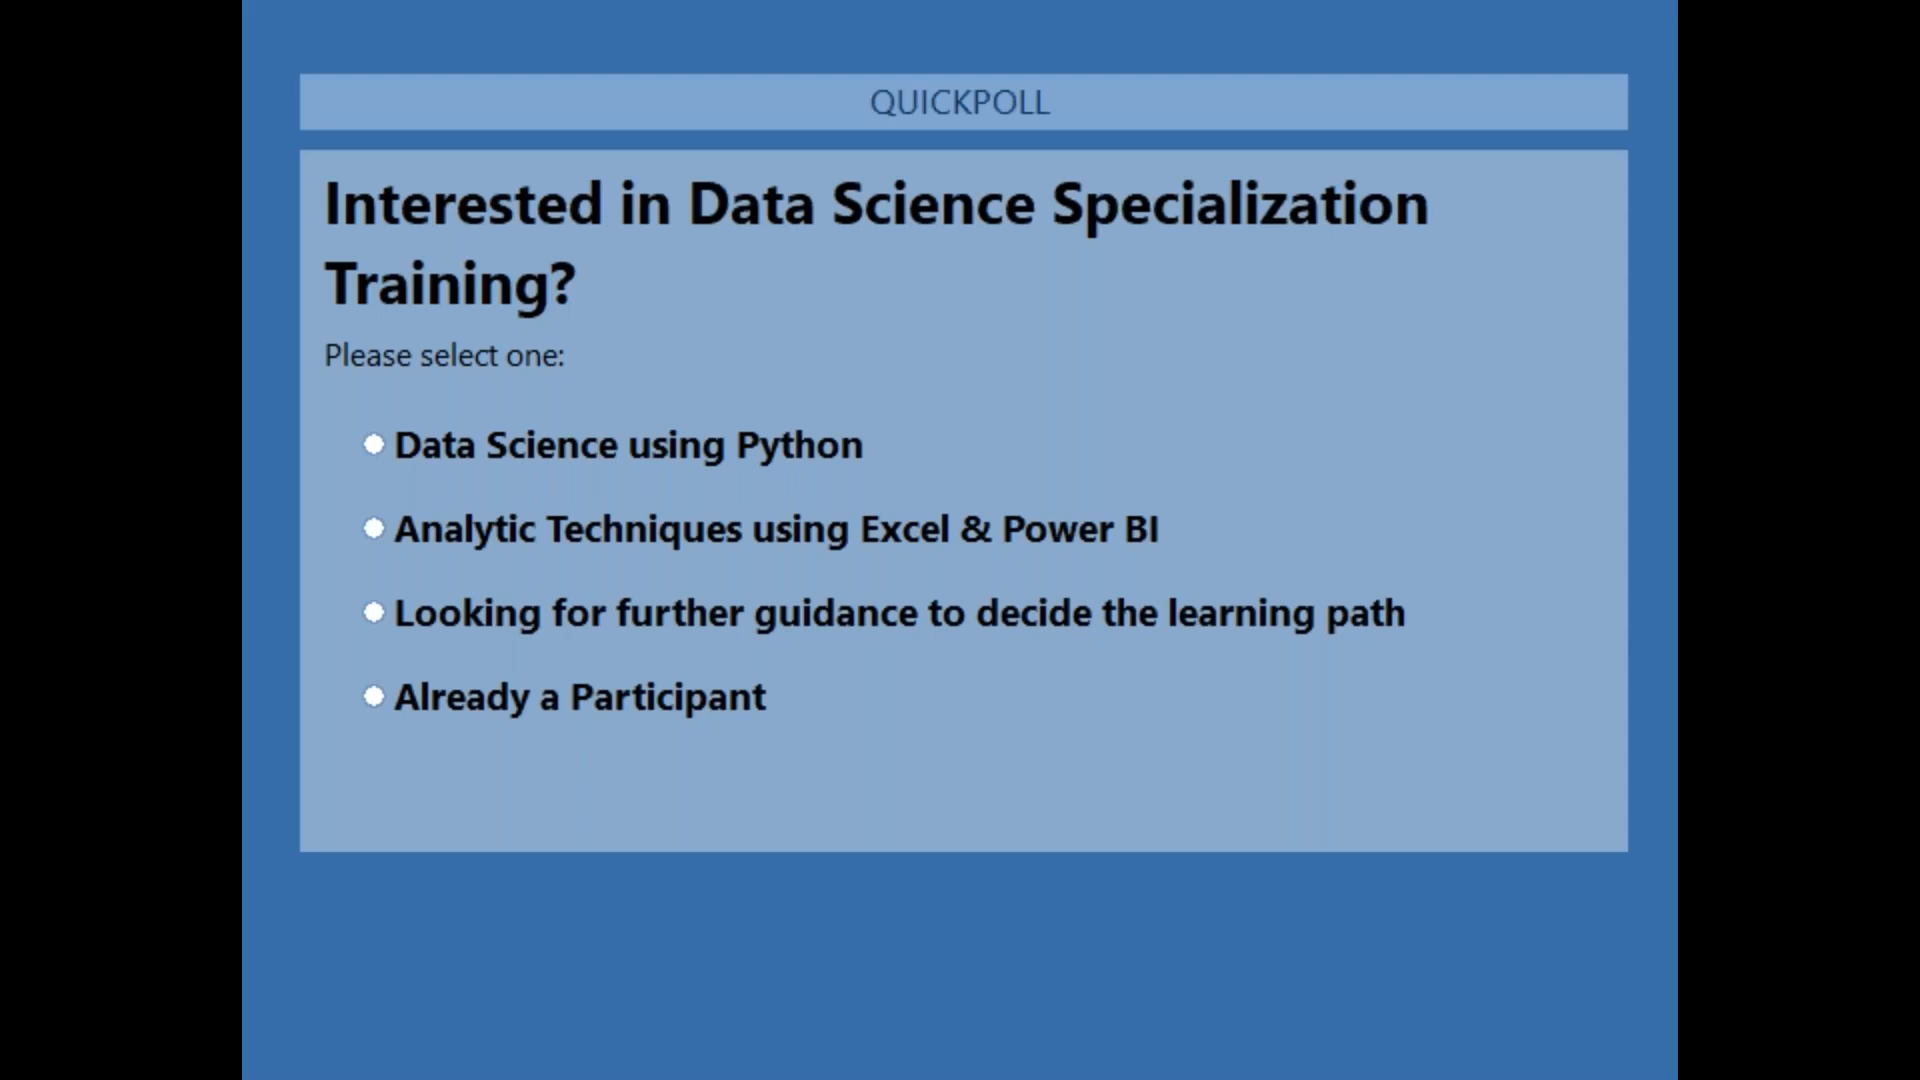 QUICKPOLL
Interested in Data Science Specialization
Training?
Please select one:
Data Science using Python
Analytic Techniques using Excel & Power BI
Looking for further guidance to decide the learning path
Already a Participant